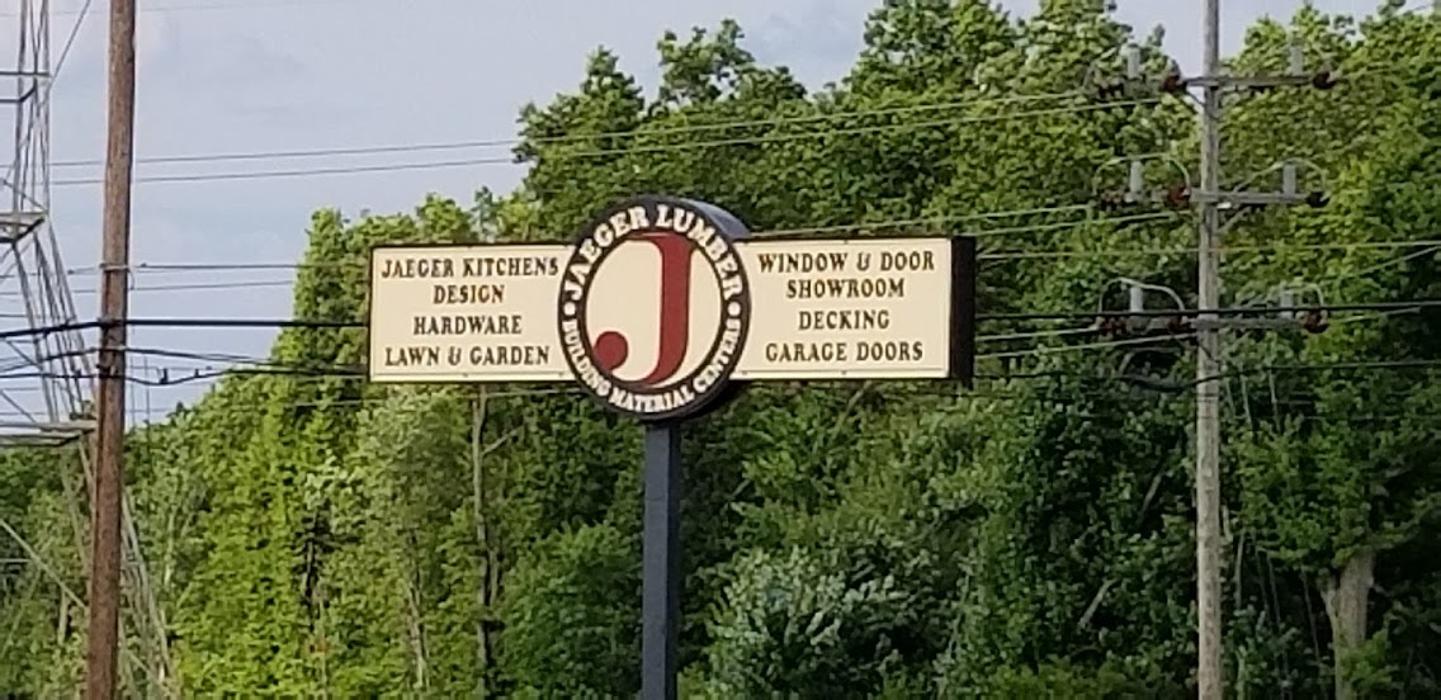 JAEGER KITCHENS
DESIGN
HARDWARE
LAWN & GARDEN
JAEGER LUMBER
J
BUILDING MATERIAL CENTERS
WINDOW & DOOR
SHOWROOM
DECKING
GARAGE DOORS